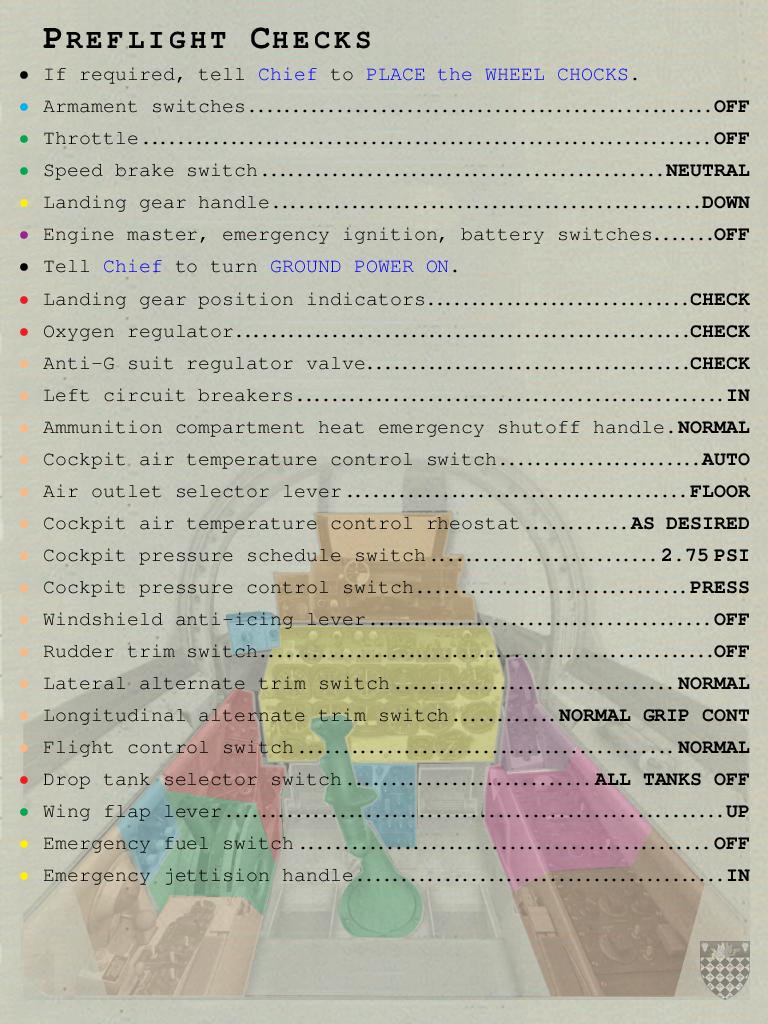 PREFLIGHT CHECKS
• If required, tell Chief to PLACE the WHEEL CHOCKS.
• Armament switches.......................................OFF
• Throttle................................................OFF
• Speed brake switch..................................NEUTRAL
• Landing gear handle....................................DOWN
• Engine master, emergency ignition, battery switches.......OFF
• Tell Chief to turn GROUND POWER ON.
• Landing gear position indicators......................CHECK
• Oxygen regulator......................................CHECK
• Anti-G suit regulator valve...........................CHECK
• Left circuit breakers....................................IN
• Ammunition compartment heat emergency shutoff handle.NORMAL
• Cockpit air temperature control switch.................AUTO
• Air outlet selector lever.............................FLOOR
• Cockpit air temperature control rheostat...........AS DESIRED
• Cockpit pressure schedule switch...................2.75 PSI
• Cockpit pressure control switch.......................PRESS
• Windshield anti-icing lever.............................OFF
• Rudder trim switch......................................OFF
• Lateral alternate trim switch........................NORMAL
• Longitudinal alternate trim switch.........NORMAL GRIP CONT
• Flight control switch................................NORMAL
• Drop tank selector switch.....................ALL TANKS OFF
• Wing flap lever..........................................UP
• Emergency fuel switch...................................OFF
• Emergency jettision handle...............................IN